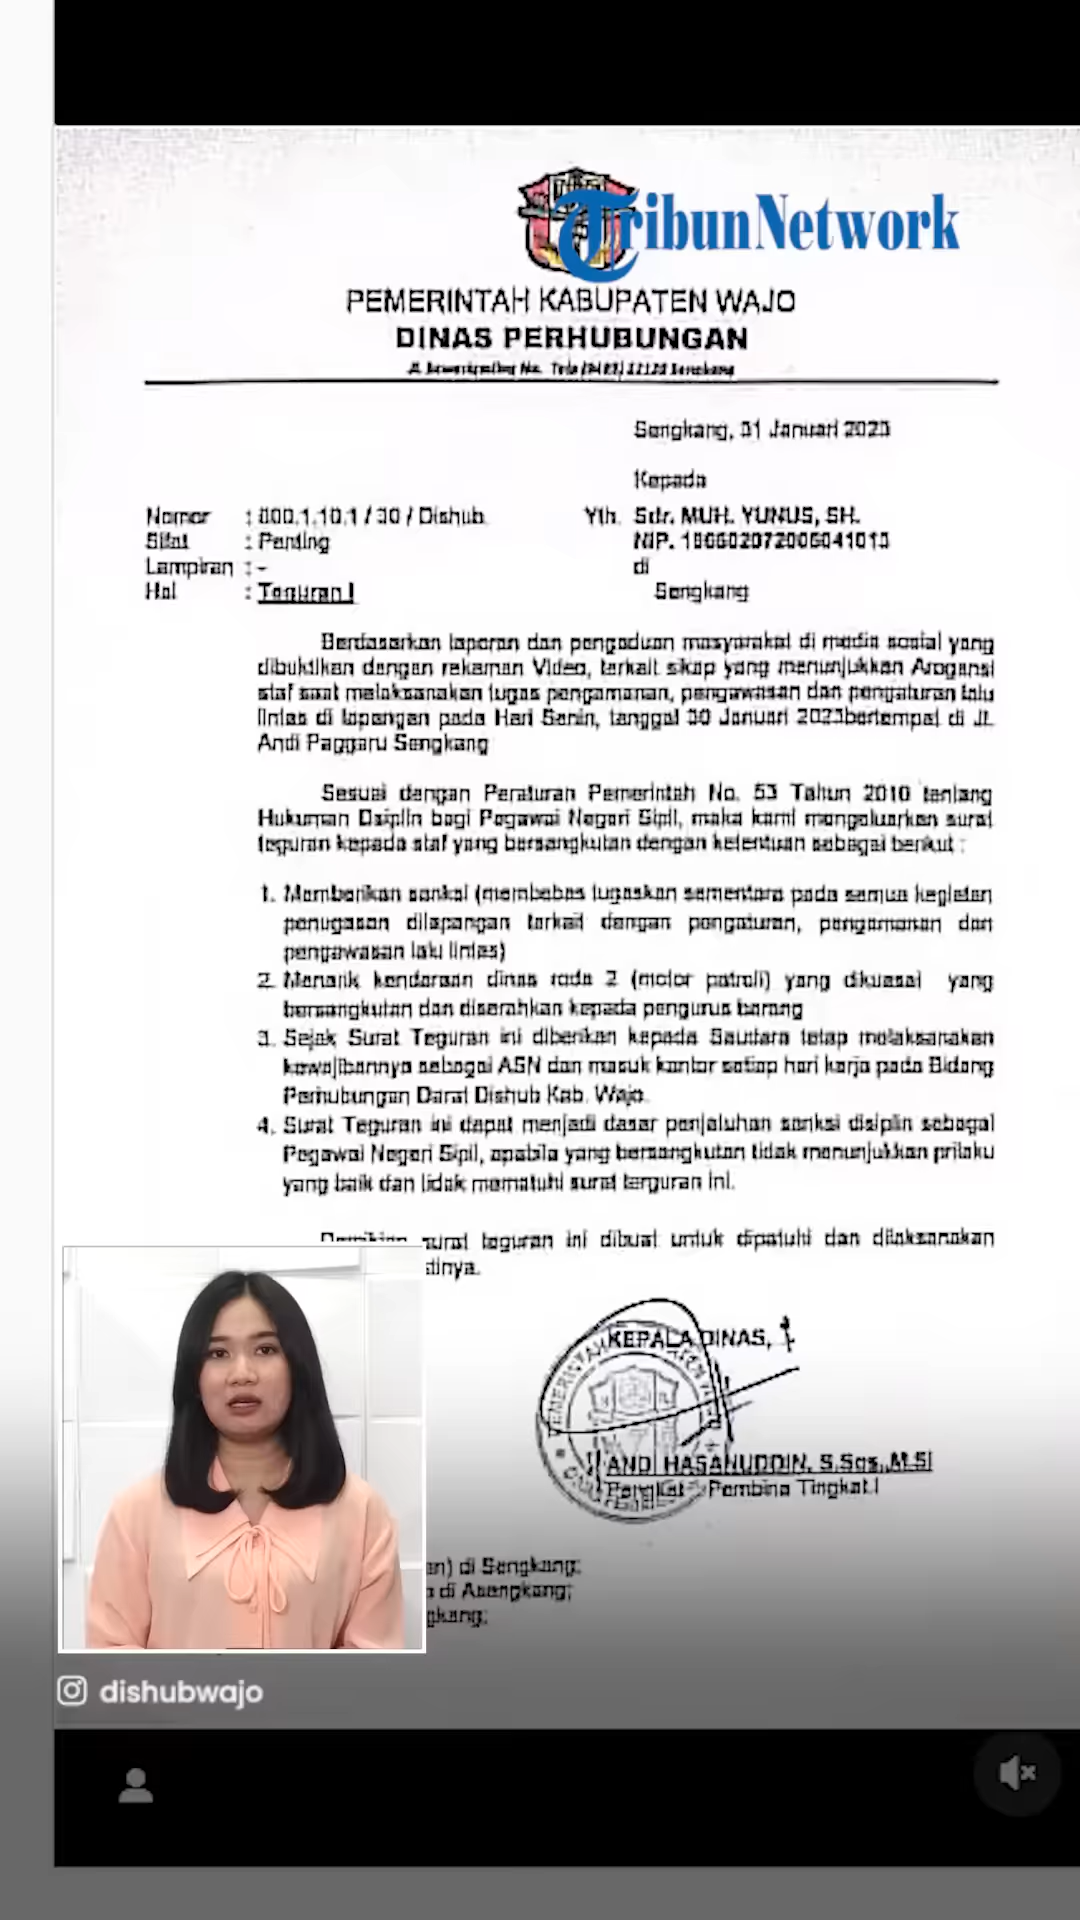 TribunNetwork
PEMERINTAH KABUPATEN WAJO
DINAS PERHUBUNGAN
Sengkang, 31 Januari 2023
Kepada
Nomor : 800.1.10.1 / 30 / Dishub
Yth. Sdr. MUH. YUNUS, SH.
Sifat : Penting
NIP.
Lampiran : -
di
Hal : Teguran I
Sengkang
Berdasarkan laporan dan pengaduan masyarakat di media sosial yang
dibuktikan dengan rekaman Video, terkait sikap yang menunjukkan Arogansi
staf saat melaksanakan tugas pengamanan, pengawasan dan pengaturan lalu
lintas di lapangan pada Hari Senin, tanggal 30 Januari 2023bertempat di Jl.
Andi Paggaru Sengkang
Sesuai dengan Peraturan Pemerintah No. 53 Tahun 2010 tentang
Hukuman Dsiplin bagi Pegawai Negeri Sipil, maka kami mengeluarkan surat
teguran kepada staf yang bersangkutan dengan ketentuan sebagai berikut :
1. Memberikan sanksi (membebas tugaskan sementara pada semua kegiatan
penugasan dilapangan terkait dengan pengaturan, pengamanan dan
pengawasan lalu lintas)
2. Menarik kendaraan dinas roda 2 (motor patroli) yang dikuasai yang
bersangkutan dan diserahkan kepada pengurus barang
3. Sejak Surat Teguran ini diberikan kepada Saudara tetap melaksanakan
kewajibannya sebagai ASN dan masuk kantor setiap hari kerja pada Bidang
Perhubungan Darat Dishub Kab. Wajo.
4. Surat Teguran ini dapat menjadi dasar penjatuhan sanksi disiplin sebagai
Pegawai Negeri Sipil, apabila yang bersangkutan tidak menunjukkan prilaku
yang baik dan tidak mematuhi surat terguran ini.
Demikian surat teguran ini dibuat untuk dipatuhi dan dilaksanakan
KEPALA DINAS,
ANDI HASANUDDIN, S.Sos.,M.Si
Pangkat : Pembina Tingkat I
di Sengkang;
di Asengkang;
dishubwajo